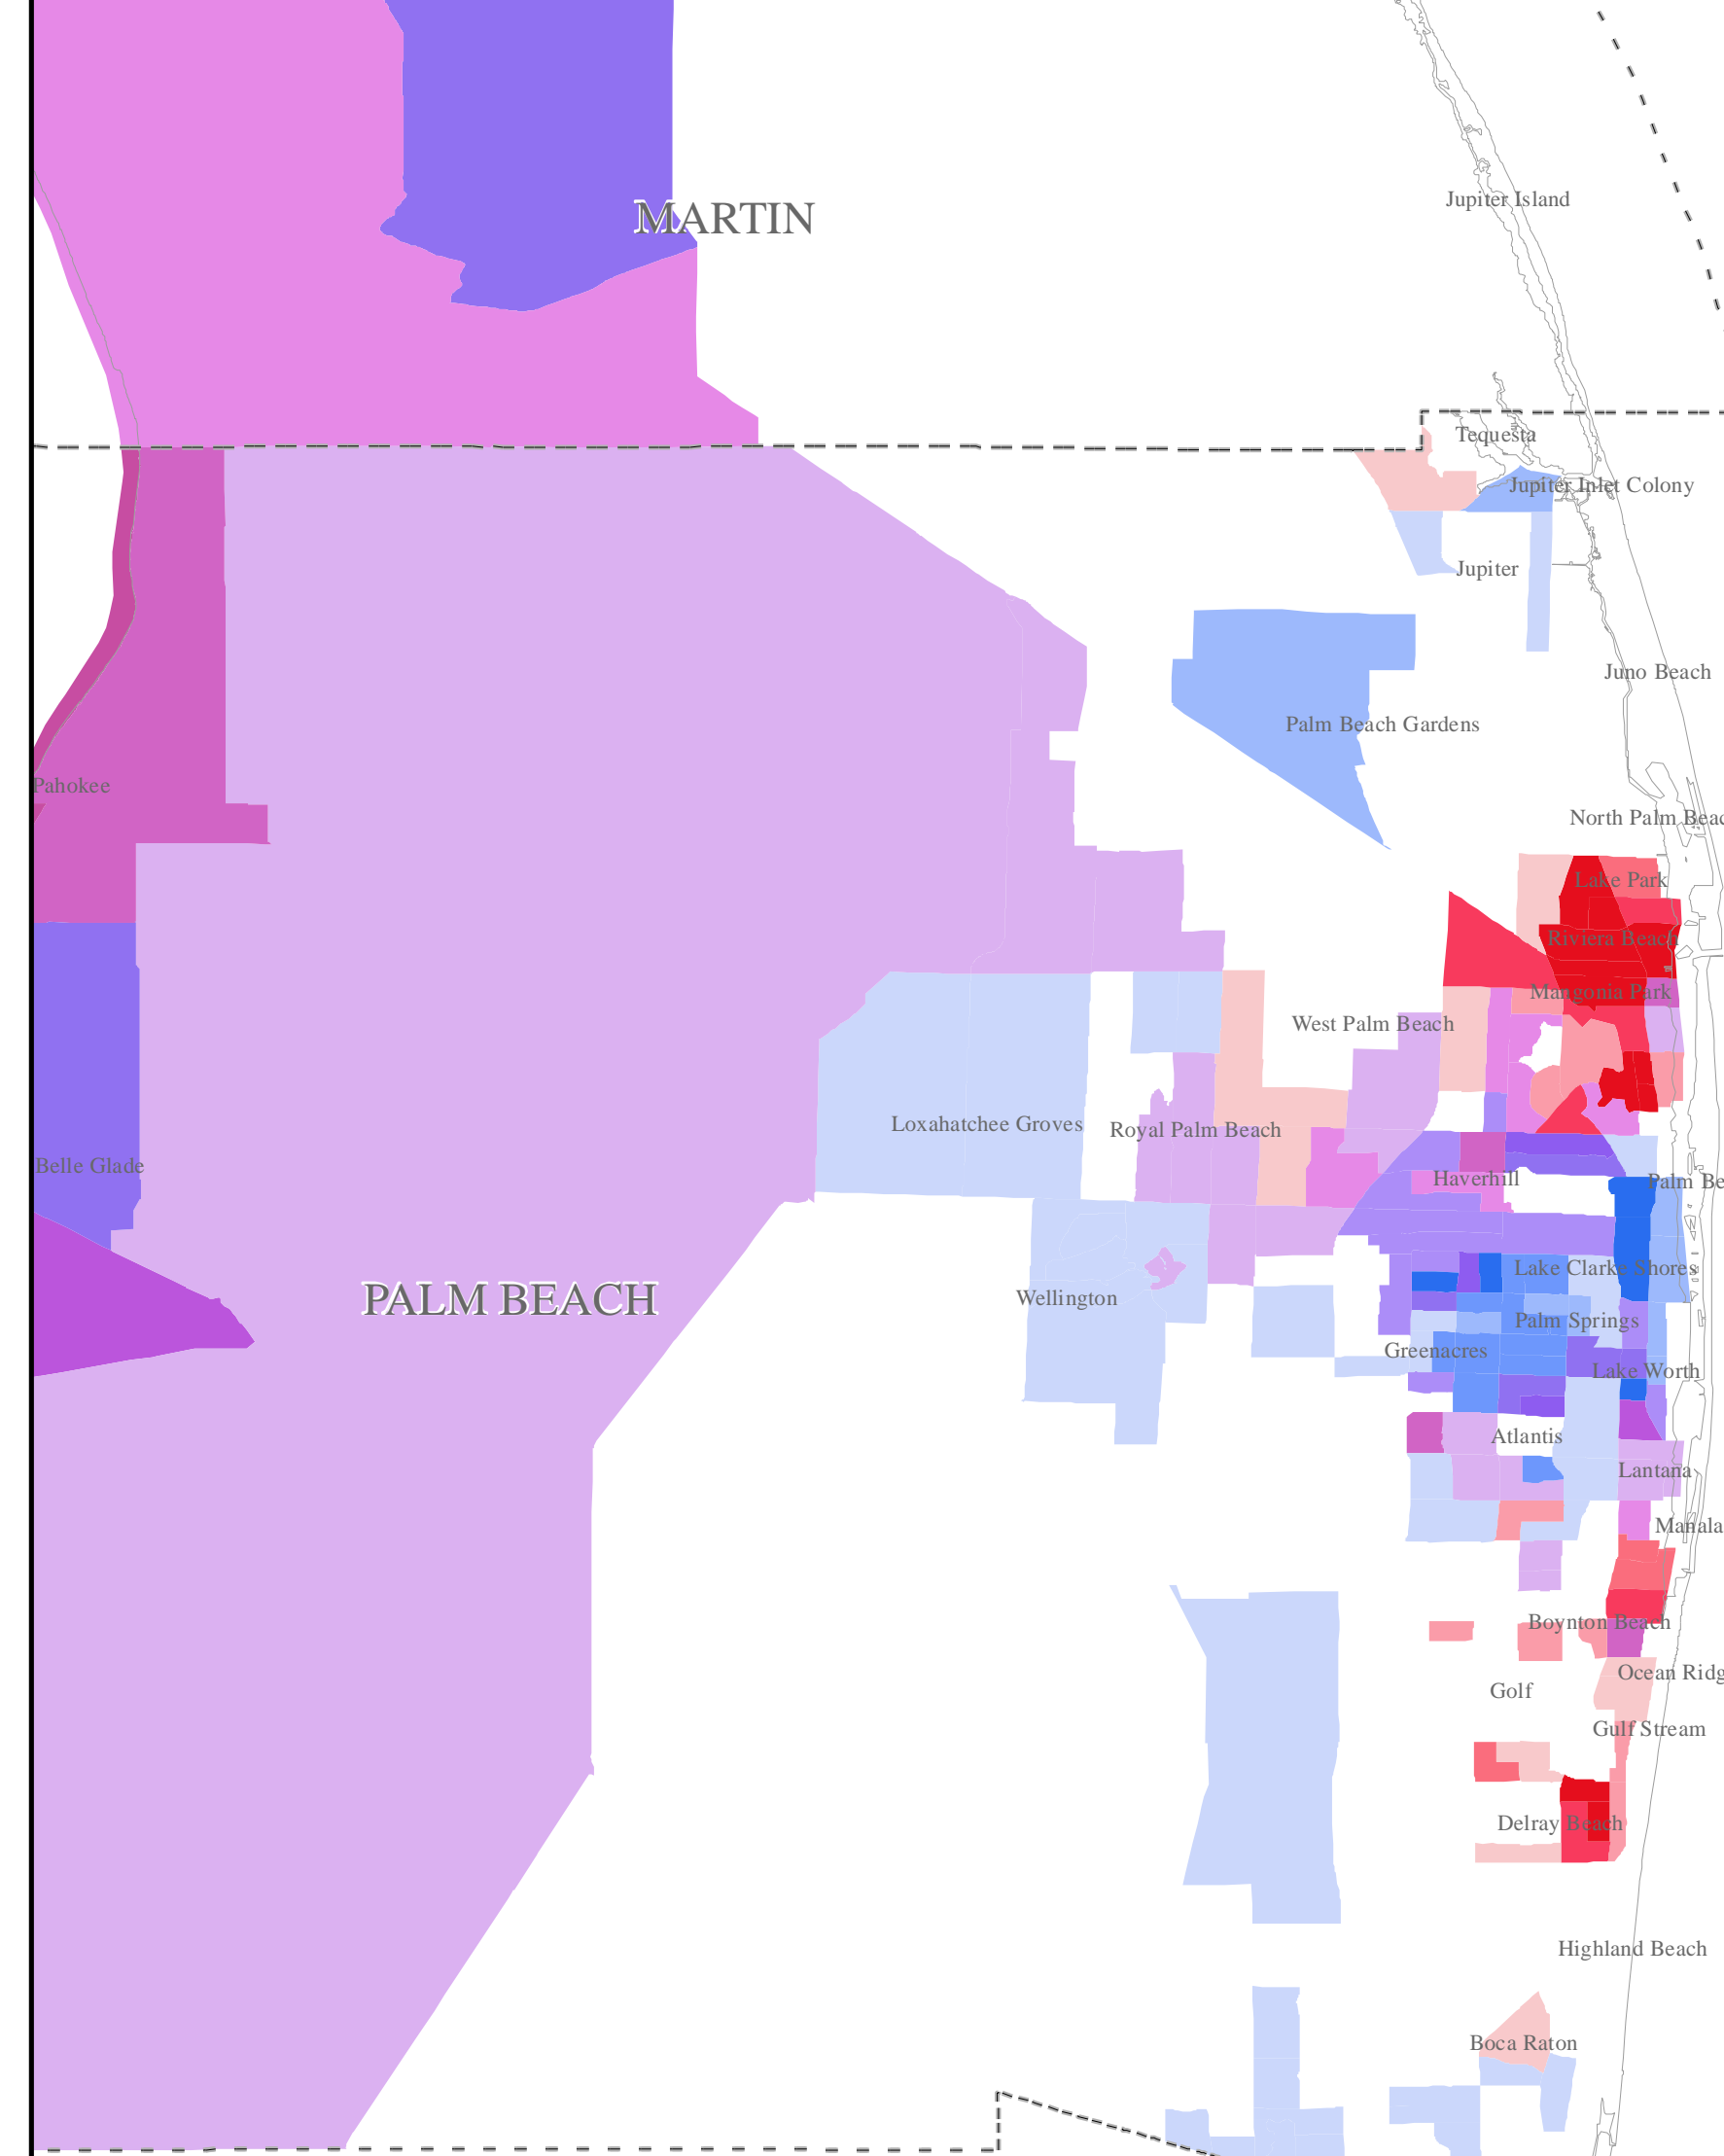 Jupiter Island
MARTIN
Tequesta
Jupiter Inlet Colony
Jupiter
Juno Beach
Palm Beach Gardens
Pahokee
North Palm Beac
Lake Park
Riviera Beach
Mangonia Park
West Palm Beach
Loxahatchee Groves
Royal Palm Beach
Belle Glade
Haverhill
Palm Be
Lake Clarke Shores
PALM BEACH
Wellington
Palm Springs
Greenacres
Lake Worth
Atlantis
Lantana
Manala
Boynton Beach
Ocean Ridg
Golf
Gulf Stream
Delray Beach
Highland Beach
Boca Raton